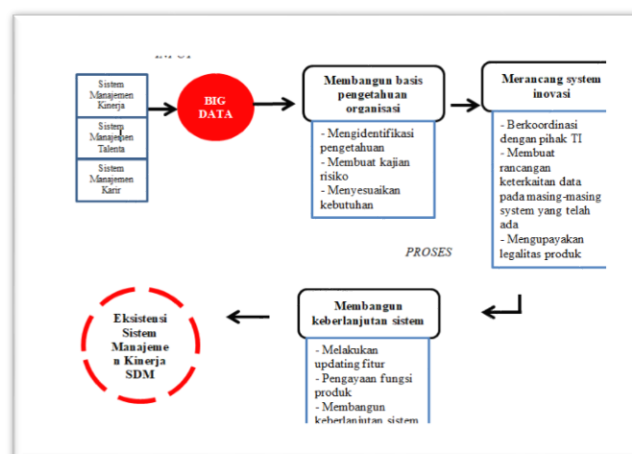 INPUT
Sistem
Manajemen
Kinerja
Sistem
Manajemen
Talenta
Sistem
Manajemen
Karir
BIG
DATA
Membangun basis
pengetahuan
organisasi
- Mengidentifikasi
pengetahuan
- Membuat kajian
risiko
- Menyesuaikan
kebutuhan
Merancang system
inovasi
- Berkoordinasi
dengan pihak TI
- Membuat
rancangan
keterkaitan data
pada masing-masing
system yang telah
ada
- Mengupayakan
legalitas produk
PROSES
Membangun
keberlanjutan sistem
- Melakukan
updating fitur
- Pengayaan fungsi
produk
- Membangun
keberlanjutan sistem
Eksistensi
Sistem
Manajeme
n Kinerja
SDM